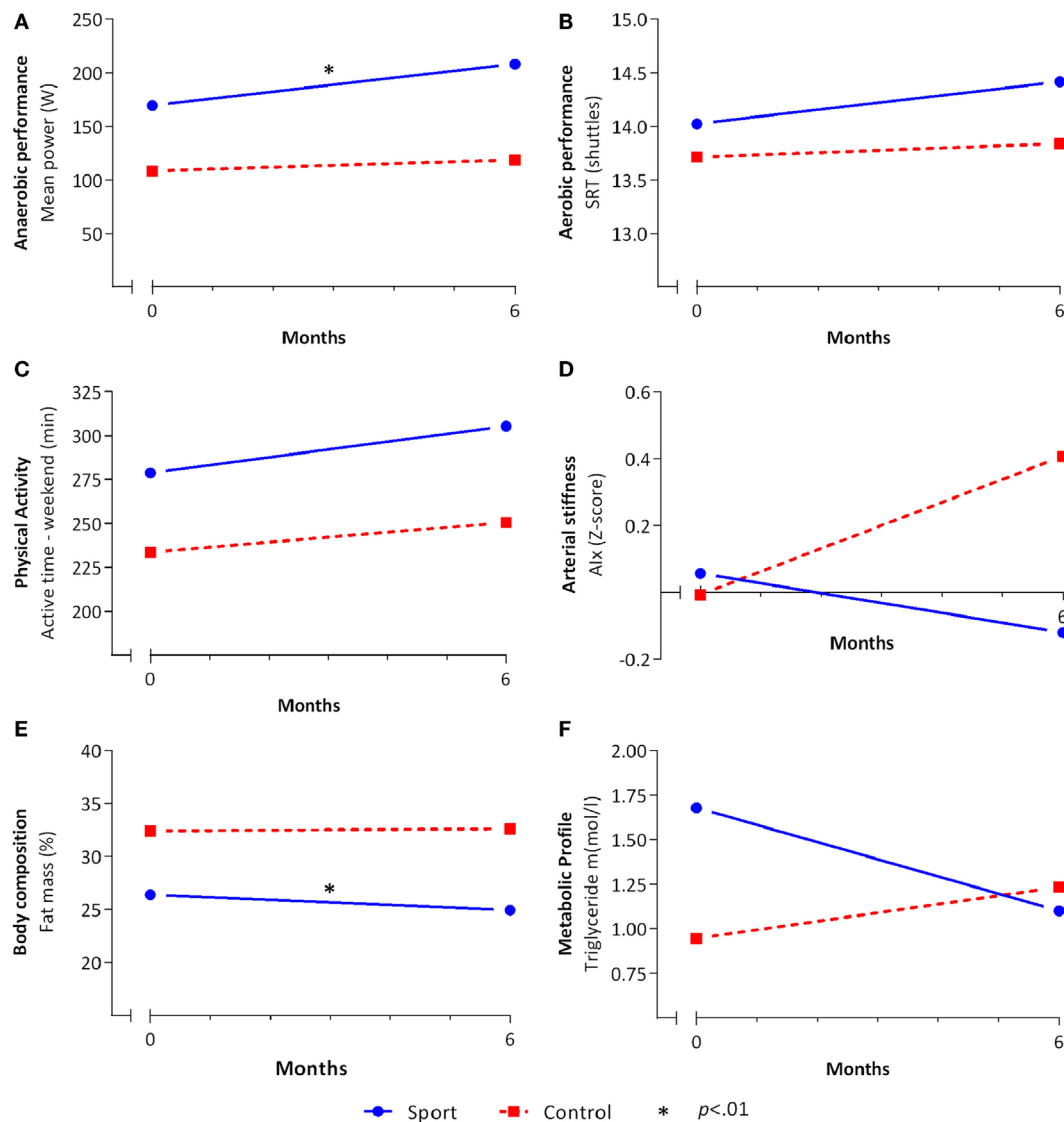 A
Anaerobic performance
Mean power (W)
250
200
150
100
50
*
0
6
Months
B
Aerobic performance
SRT (shuttles)
15.0
14.5
14.0
13.5
13.0
0
6
Months
C
Physical Activity
Active time - weekend (min)
325
300
275
250
225
200
0
6
Months
D
Arterial stiffness
AIx (Z-score)
0.6
0.4
0.2
-0.2
6
Months
E
Body composition
Fat mass (%)
40
35
30
25
20
*
0
6
Months
F
Metabolic Profile
Triglyceride m(mol/l)
2.00
1.75
1.50
1.25
1.00
0.75
0
6
Months
Sport Control * p<.01